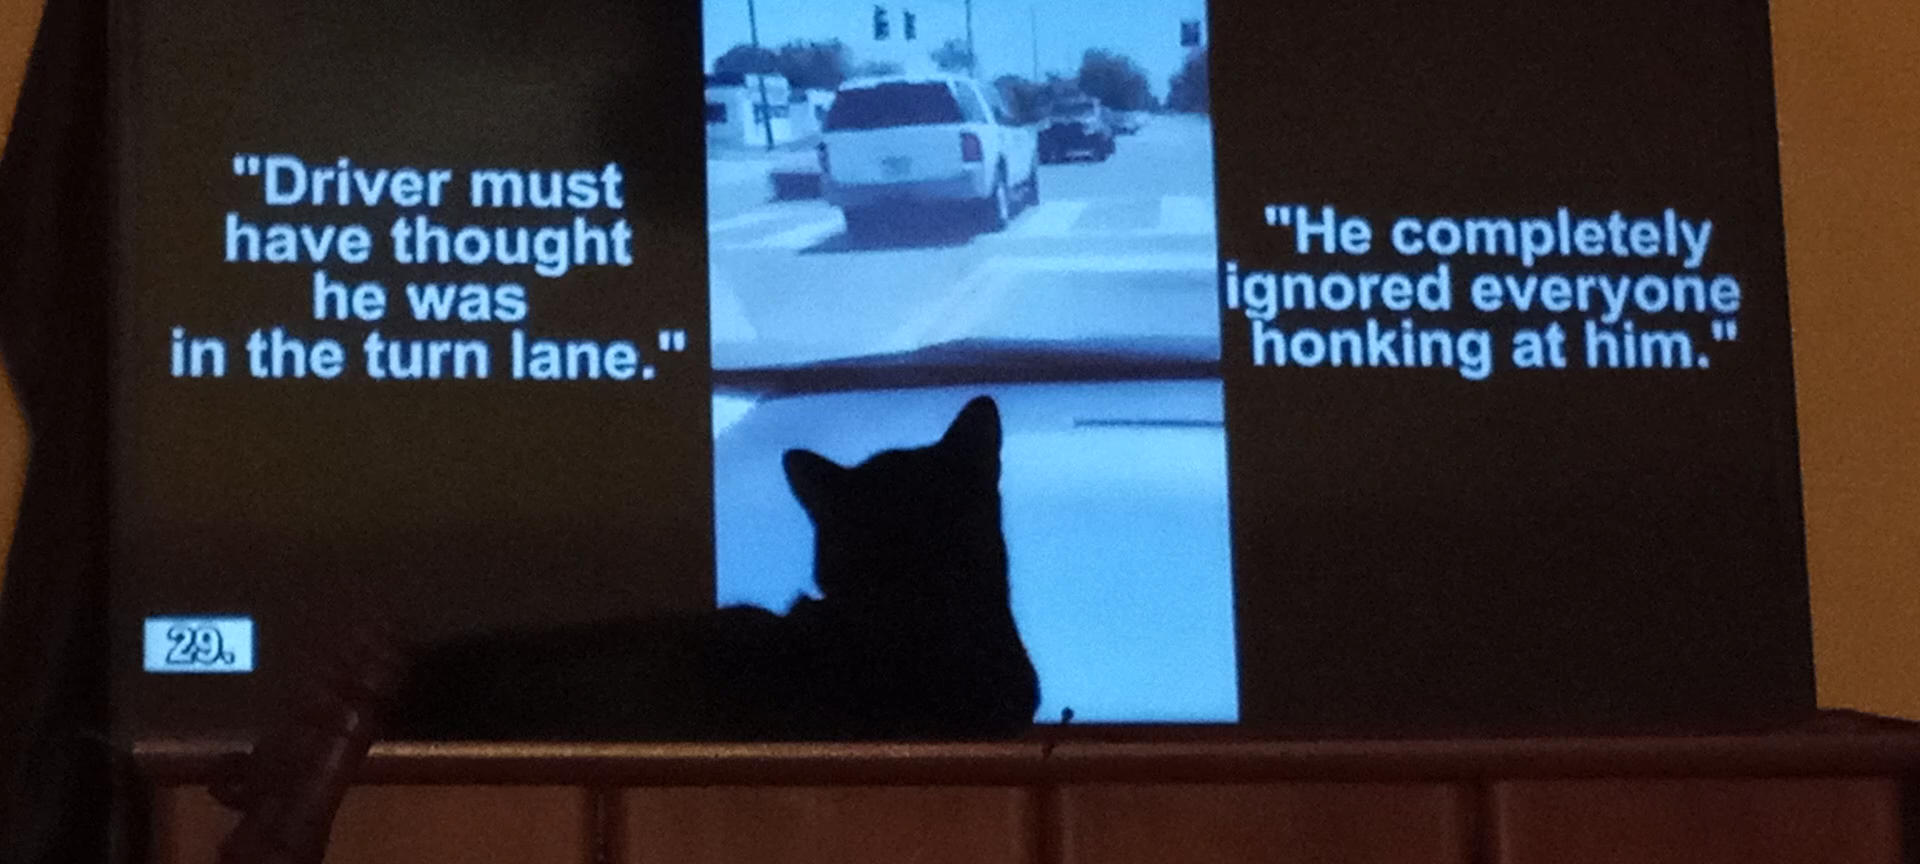 "Driver must
have thought
he was
in the turn lane."
"He completely
ignored everyone
honking at him."
29.